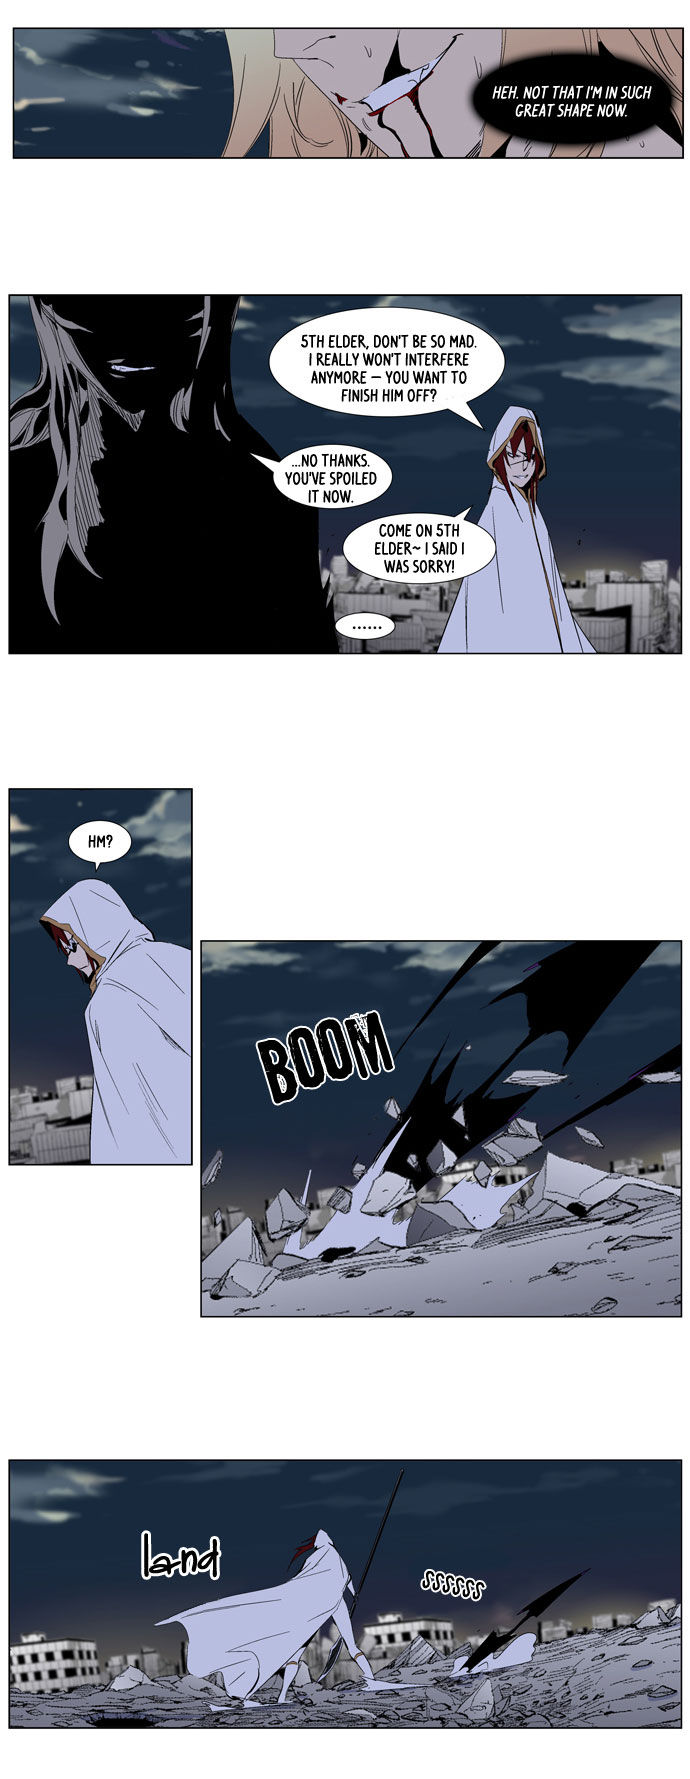 HEH. NOT THAT I'M IN SUCH
GREAT SHAPE NOW.
5TH ELDER, DON'T BE SO MAD.
I REALLY WON'T INTERFERE
ANYMORE – YOU WANT TO
FINISH HIM OFF?
...NO THANKS.
YOU'VE SPOILED
IT NOW.
COME ON 5TH
ELDER~ I SAID I
WAS SORRY!
......
HM?
BOOM
land
SSSSSS